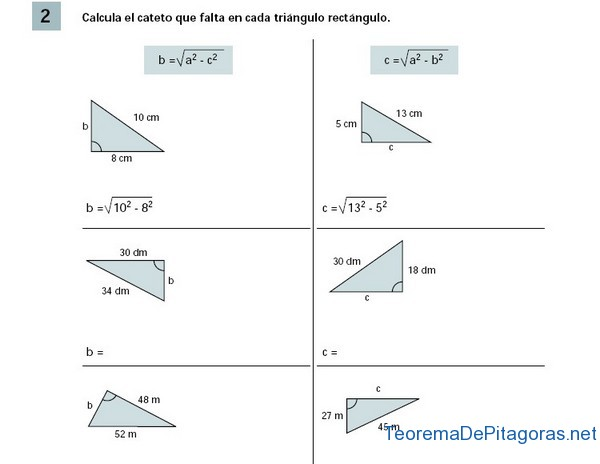 2 Calcula el cateto que falta en cada triángulo rectángulo.
b =√a² - c²
c =√a² - b²
b
10 cm
8 cm
5 cm
13 cm
c
b =√10² - 8²
c =√13² - 5²
30 dm
b
34 dm
30 dm
18 dm
c
b =
c =
b
48 m
52 m
c
27 m
45 m
TeoremaDePitagoras.net